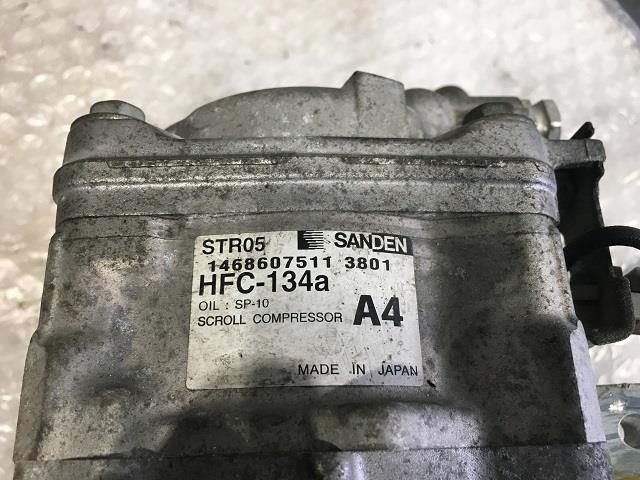 STR05 SANDEN
1468607511 3801
HFC-134a
OIL : SP-10
SCROLL COMPRESSOR A4
MADE IN JAPAN